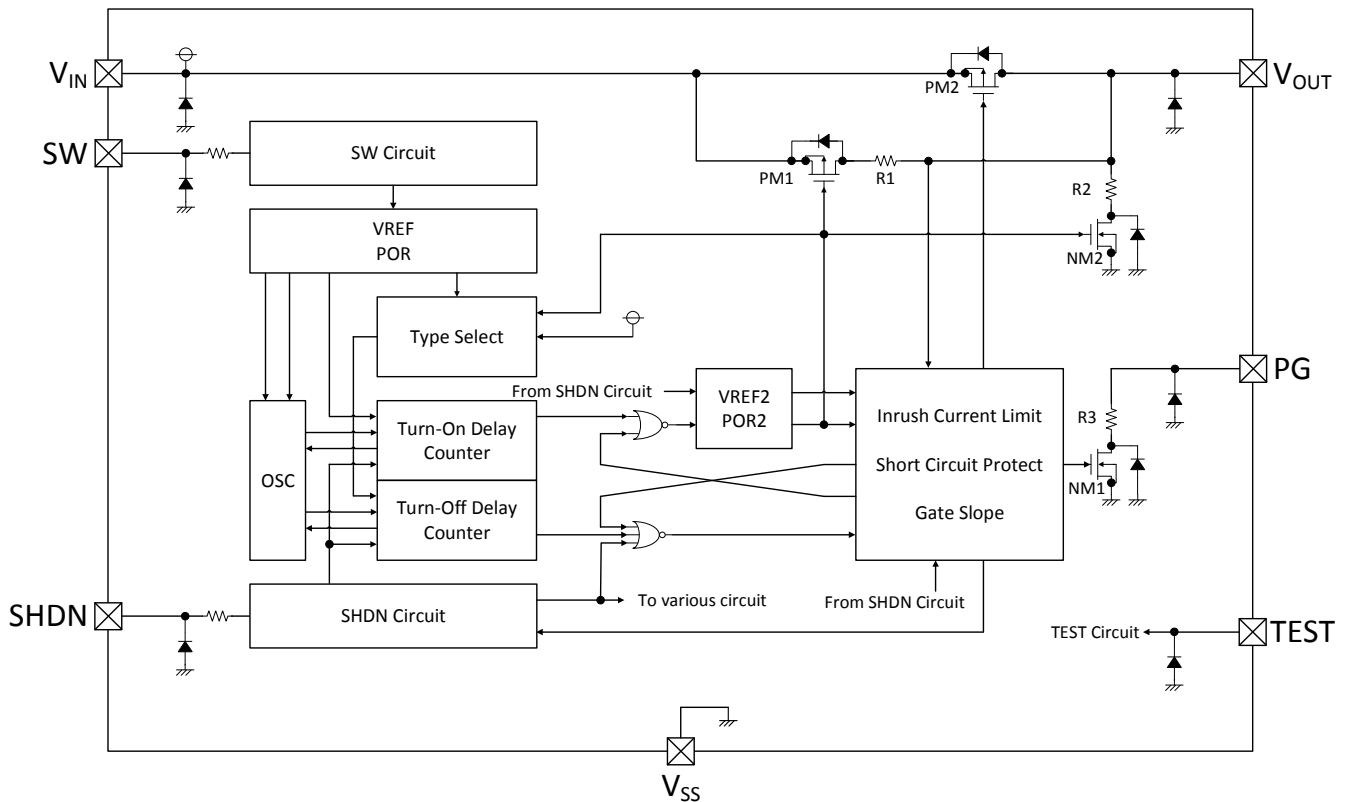 VIN
PM2
VOUT
SW
SW Circuit
PM1
R1
R2
VREF
POR
NM2
Type Select
From SHDN Circuit
VREF2
POR2
PG
Inrush Current Limit
R3
Turn-On Delay
Counter
OSC
Short Circuit Protect
NM1
Turn-Off Delay
Counter
Gate Slope
SHDN
SHDN Circuit
To various circuit
From SHDN Circuit
TEST Circuit
TEST
VSS